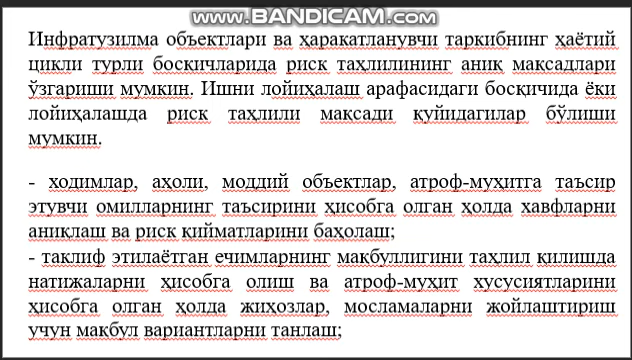 www.BANDICAM.com
Инфратузилма объектлари ва ҳаракатланувчи таркибнинг ҳаётий
цикли турли босқичларида риск таҳлилининг аниқ мақсадлари
ўзгариши мумкин. Ишни лойиҳалаш арафасидаги босқичида ёки
лойиҳалашда риск таҳлили мақсади қуйидагилар бўлиши
мумкин.
- ходимлар, аҳоли, моддий объектлар, атроф-муҳитга таъсир
этувчи омилларнинг таъсирини ҳисобга олган ҳолда хавфларни
аниқлаш ва риск қийматларини баҳолаш;
- таклиф этилаётган ечимларнинг мақбуллигини таҳлил қилишда
натижаларни ҳисобга олиш ва атроф-муҳит хусусиятларини
ҳисобга олган ҳолда жиҳозлар, мосламаларни жойлаштириш
учун мақбул вариантларни танлаш;